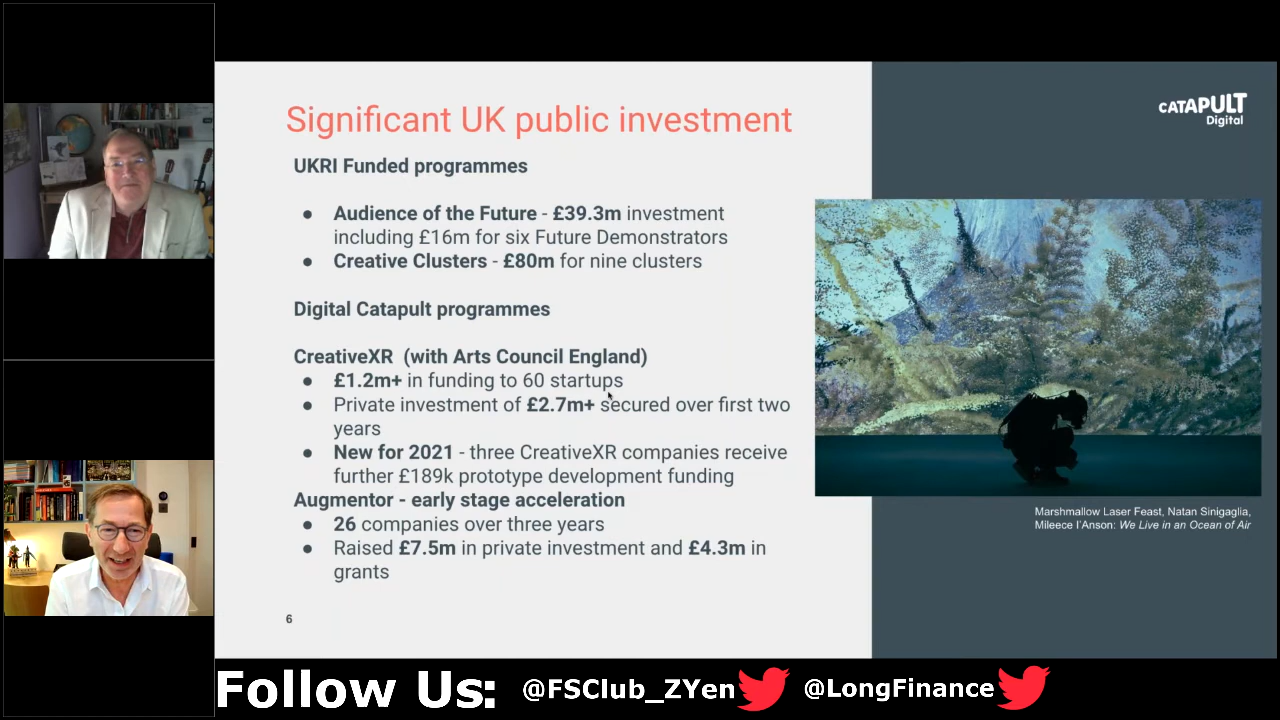 Significant UK public investment
CATAPULT
Digital
UKRI Funded programmes
● Audience of the Future - £39.3m investment
including £16m for six Future Demonstrators
● Creative Clusters - £80m for nine clusters
Digital Catapult programmes
CreativeXR (with Arts Council England)
● £1.2m+ in funding to 60 startups
● Private investment of £2.7m+ secured over first two
years
● New for 2021 - three CreativeXR companies receive
further £189k prototype development funding
Augmentor - early stage acceleration
● 26 companies over three years
● Raised £7.5m in private investment and £4.3m in
grants
Marshmallow Laser Feast, Natan Sinigaglia,
Mileece I'Anson: We Live in an Ocean of Air
6
Follow Us: @FSClub_ZYen @LongFinance